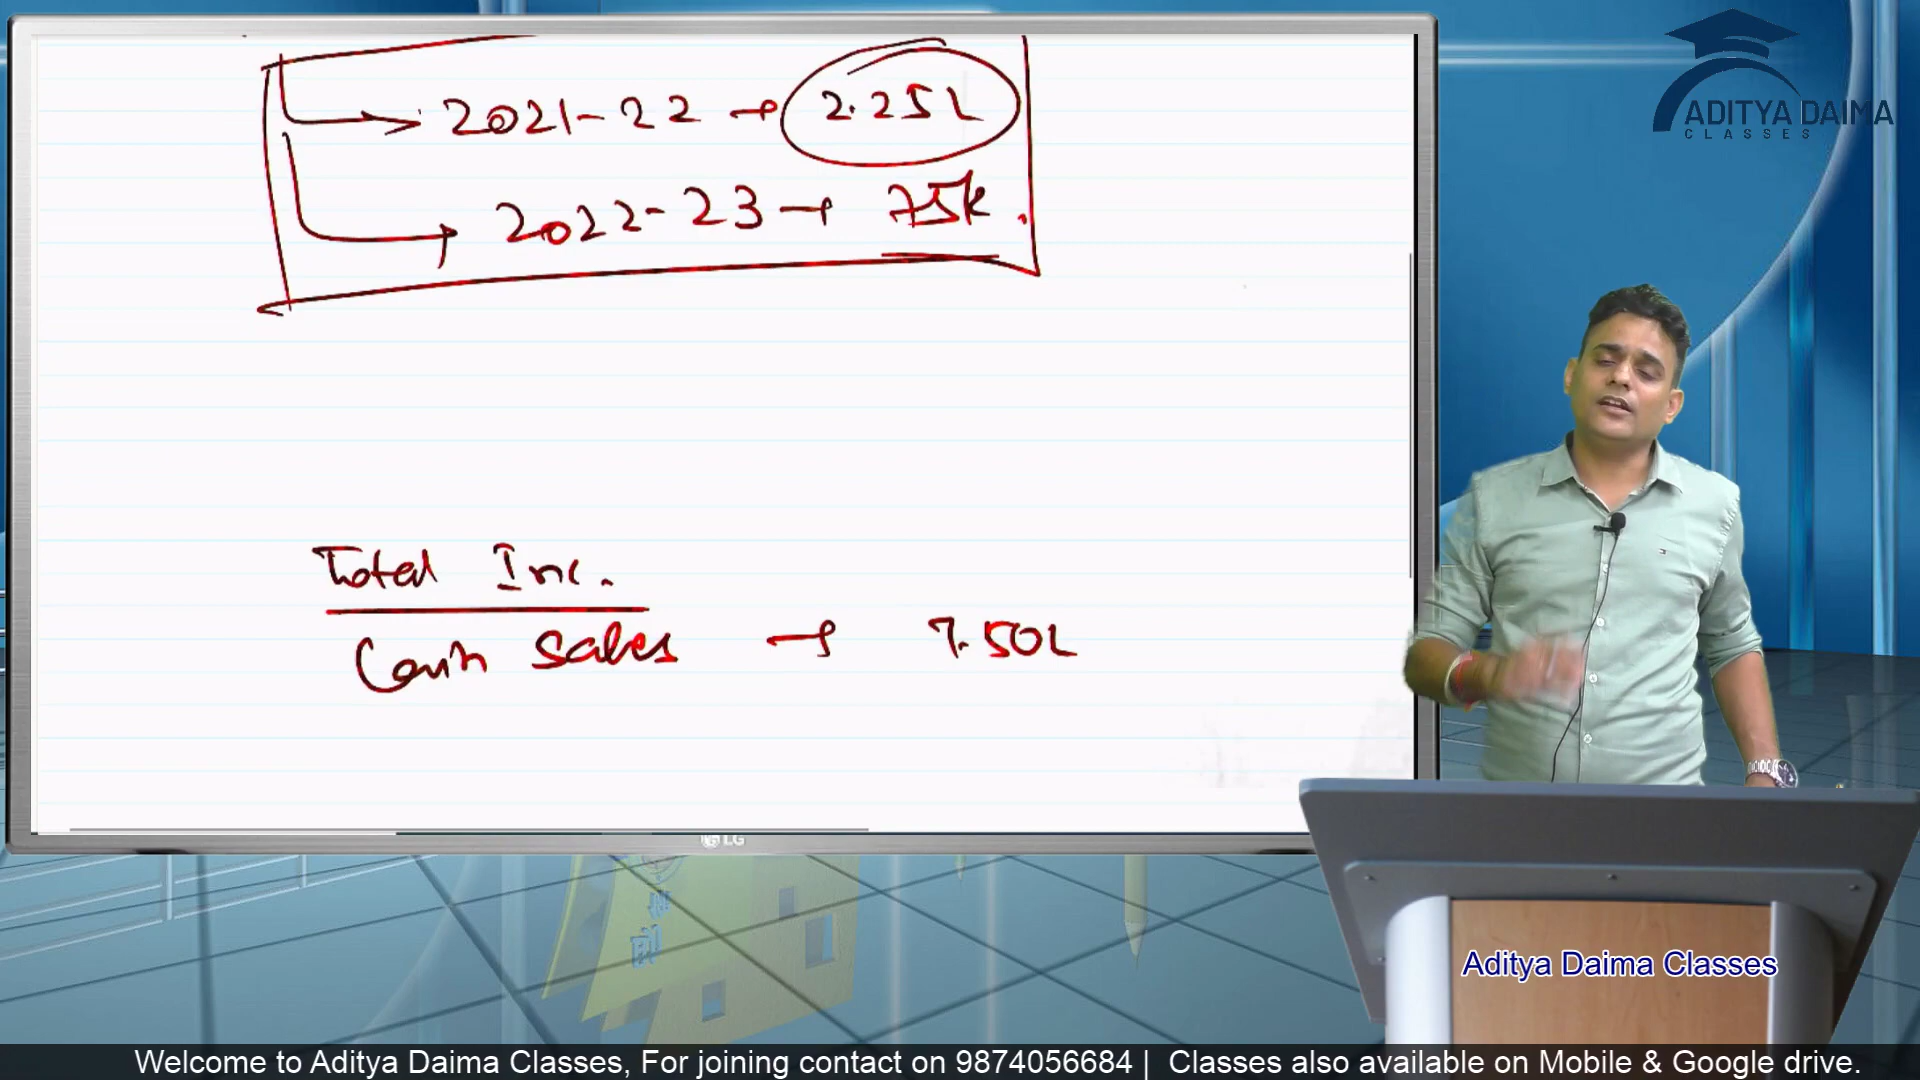 2021-22 → 2.25L
2022-23 → 75k.
Total Inc.
Cash Sales → 7.50L
ADITYA DAIMA
CLASSES
LG
Aditya Daima Classes
Welcome to Aditya Daima Classes, For joining contact on 9874056684 | Classes also available on Mobile & Google drive.